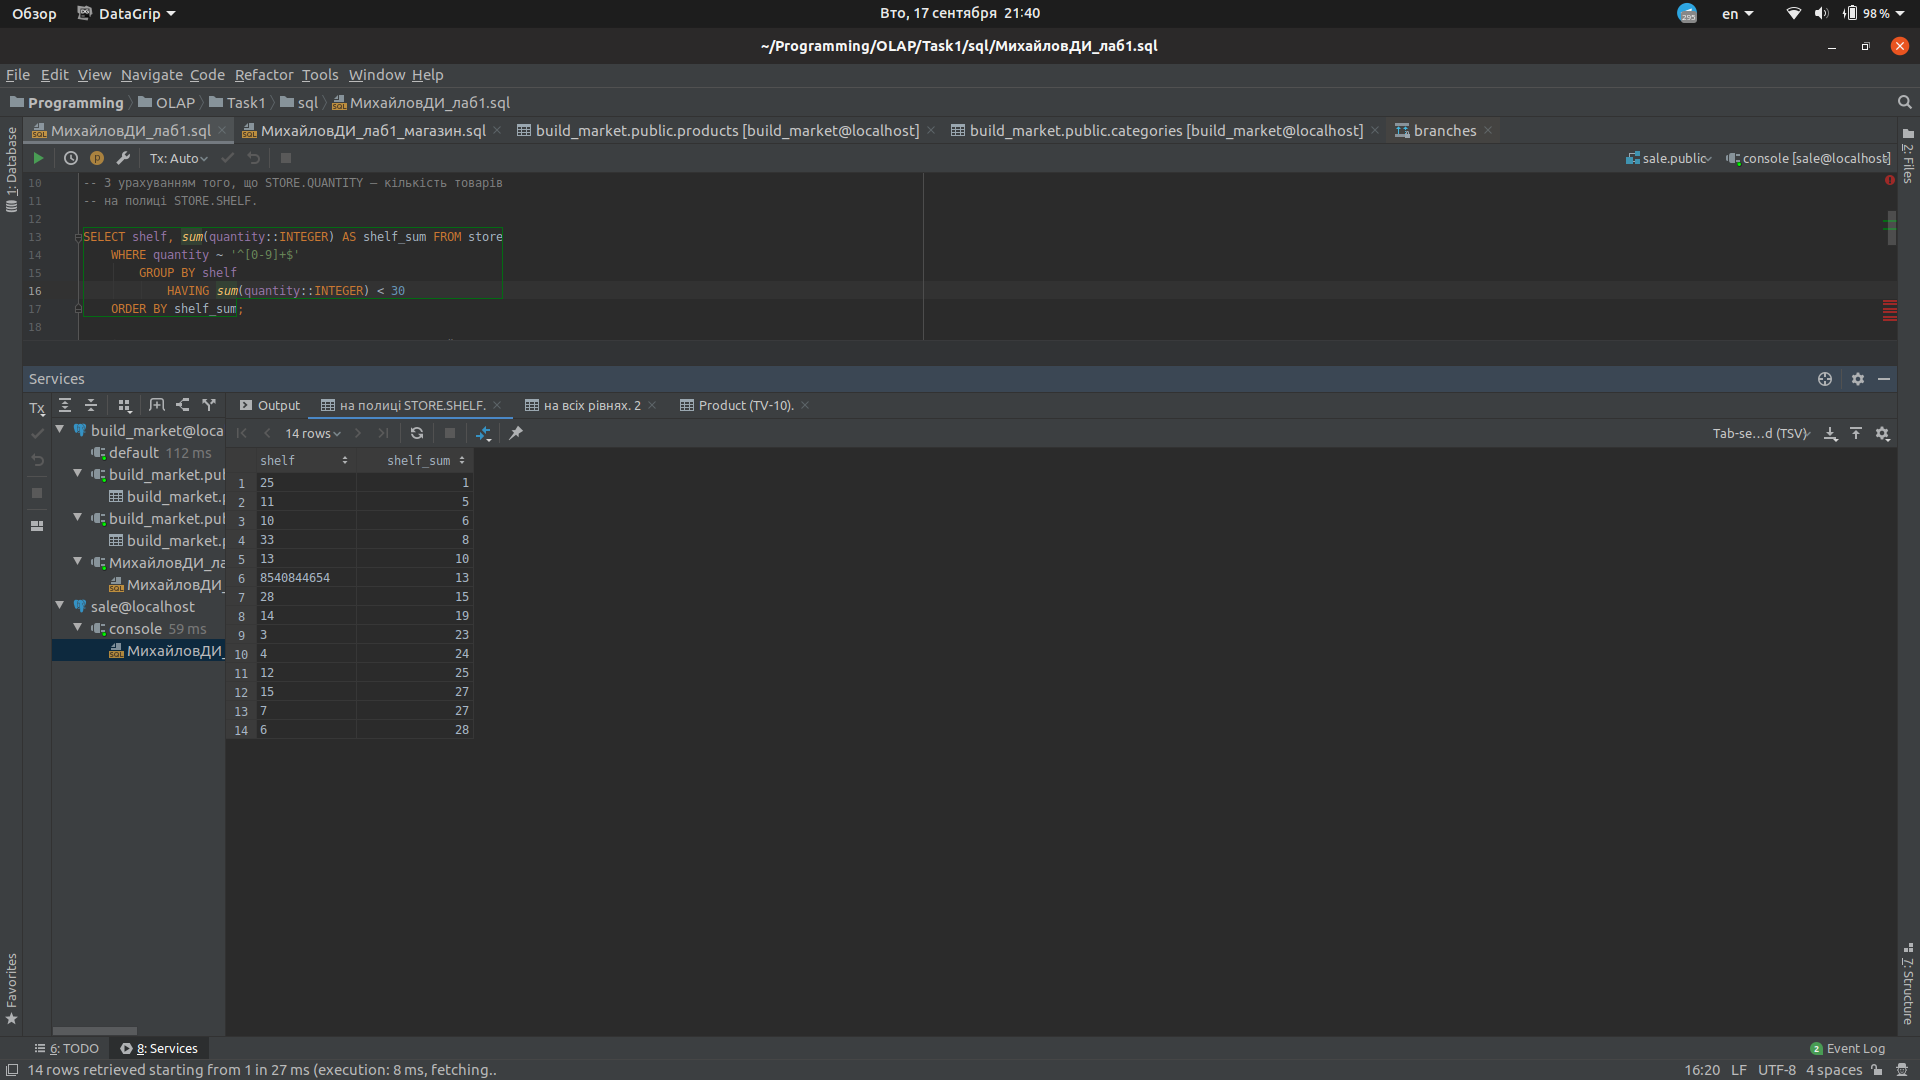 Обзор DataGrip Вто, 17 сентября 21:40 295 en 98 %
~/Programming/OLAP/Task1/sql/МихайловДИ_лаб1.sql
File Edit View Navigate Code Refactor Tools Window Help
Programming OLAP Task1 sql МихайловДИ_лаб1.sql
МихайловДИ_лаб1.sql МихайловДИ_лаб1_магазин.sql build_market.public.products [build_market@localhost] build_market.public.categories [build_market@localhost] branches
Tx: Auto sale.public console [sale@localhost]
1: Database
2: Files
10 -- З урахуванням того, що STORE.QUANTITY – кількість товарів
11 -- на полиці STORE.SHELF.
12
13 SELECT shelf, sum(quantity::INTEGER) AS shelf_sum FROM store
14 WHERE quantity ~ '^[0-9]+$'
15 GROUP BY shelf
16 HAVING sum(quantity::INTEGER) < 30
17 ORDER BY shelf_sum;
18
Services
Tx Output на полиці STORE.SHELF. на всіх рівнях. 2 Product (TV-10).
14 rows Tab-se...d (TSV)
build_market@loca
default 112 ms
build_market.pul
build_market.p
build_market.pul
build_market.p
МихайловДИ_ла
МихайловДИ_
sale@localhost
console 59 ms
МихайловДИ_
shelf shelf_sum
1 25 1
2 11 5
3 10 6
4 33 8
5 13 10
6 8540844654 13
7 28 15
8 14 19
9 3 23
10 4 24
11 12 25
12 15 27
13 7 27
14 6 28
Favorites
7: Structure
6: TODO 8: Services 2 Event Log
14 rows retrieved starting from 1 in 27 ms (execution: 8 ms, fetching.. 16:20 LF UTF-8 4 spaces